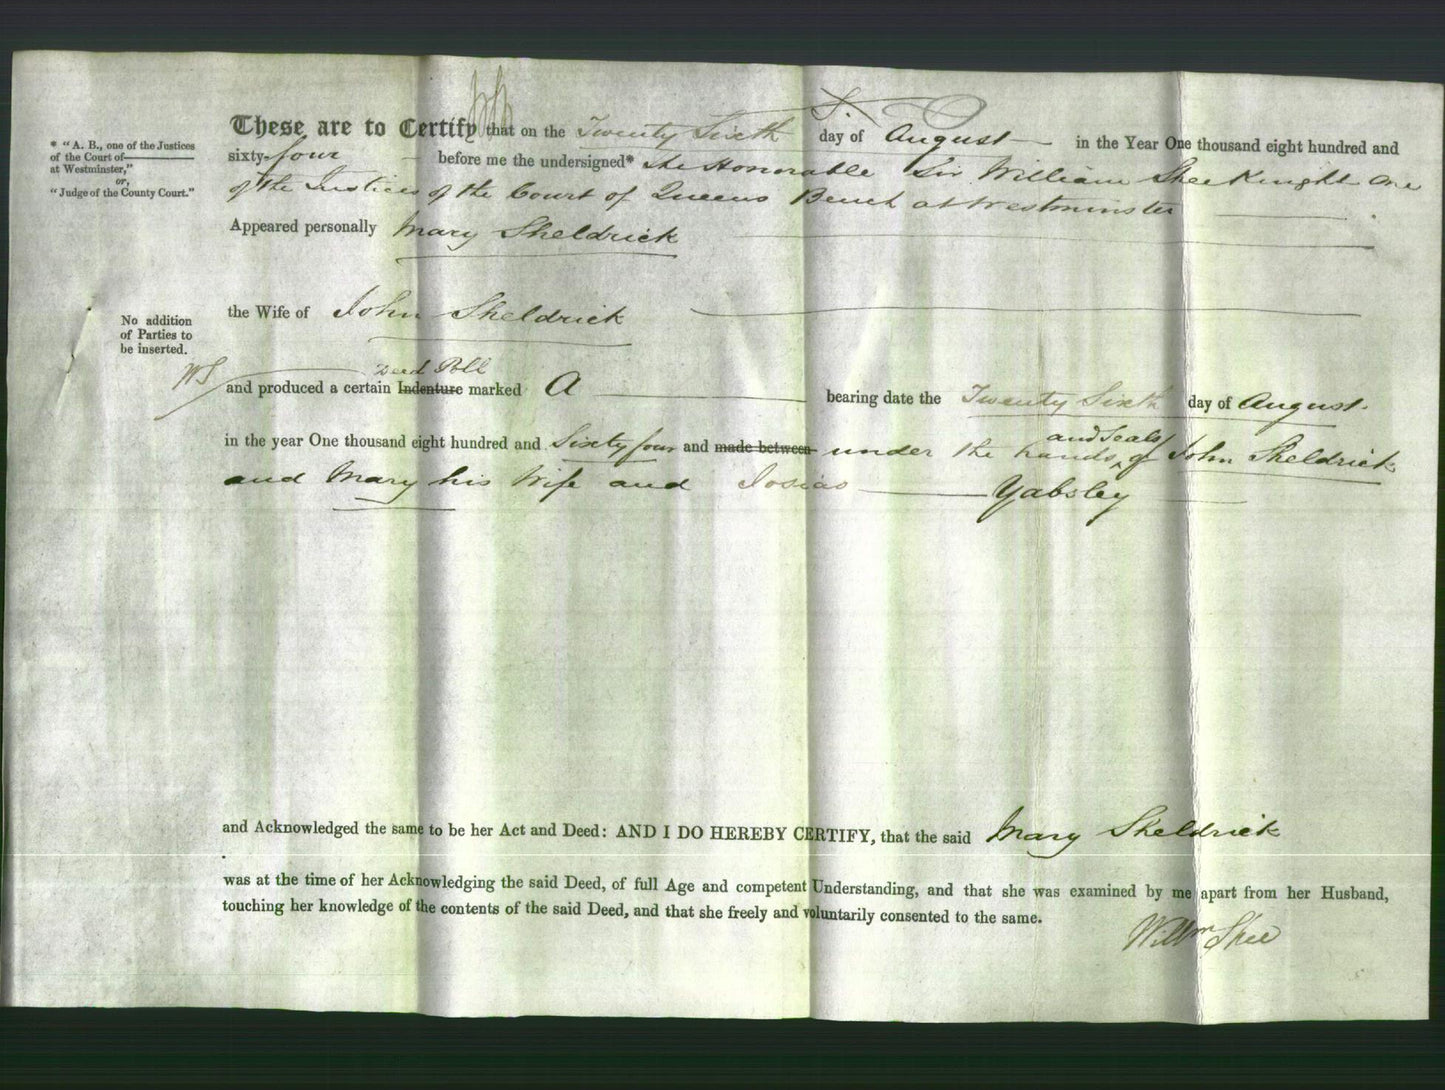 S.
These are to Certify that on the Twenty Sixth day of August in the Year One thousand eight hundred and
* "A. B., one of the Justices
of the Court of
at Westminster,"
or,
"Judge of the County Court."
sixty-four before me the undersigned* The Honorable Sir William Shee Knight One
of the Justices of the Court of Queens Bench at Westminster
Appeared personally Mary Sheldrick
the Wife of John Sheldrick
No addition
of Parties to
be inserted.
WS
Deed Poll
and produced a certain Indenture marked A bearing date the Twenty Sixth day of August
in the year One thousand eight hundred and Sixty four and made between under the hands and Seals of John Sheldrick
and Mary his Wife and Josias Yabsley
and Acknowledged the same to be her Act and Deed: AND I DO HEREBY CERTIFY, that the said Mary Sheldrick
was at the time of her Acknowledging the said Deed, of full Age and competent Understanding, and that she was examined by me apart from her Husband,
touching her knowledge of the contents of the said Deed, and that she freely and voluntarily consented to the same.
Willm Shee